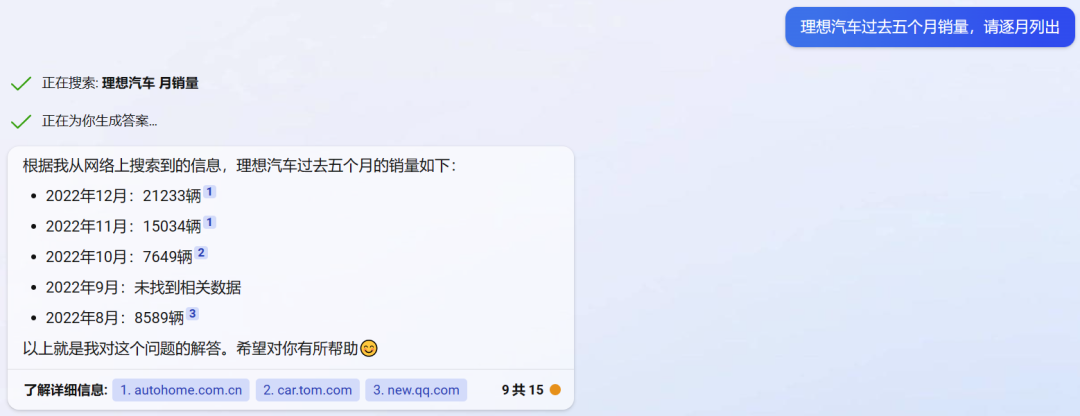 理想汽车过去五个月销量，请逐月列出
正在搜索: 理想汽车 月销量
正在为你生成答案...
根据我从网络上搜索到的信息，理想汽车过去五个月的销量如下：
• 2022年12月：21233辆 1
• 2022年11月：15034辆 1
• 2022年10月：7649辆 2
• 2022年9月：未找到相关数据
• 2022年8月：8589辆 3
以上就是我对这个问题的解答。希望对你有所帮助😊
了解详细信息: 1. autohome.com.cn 2. car.tom.com 3. new.qq.com 9 共 15